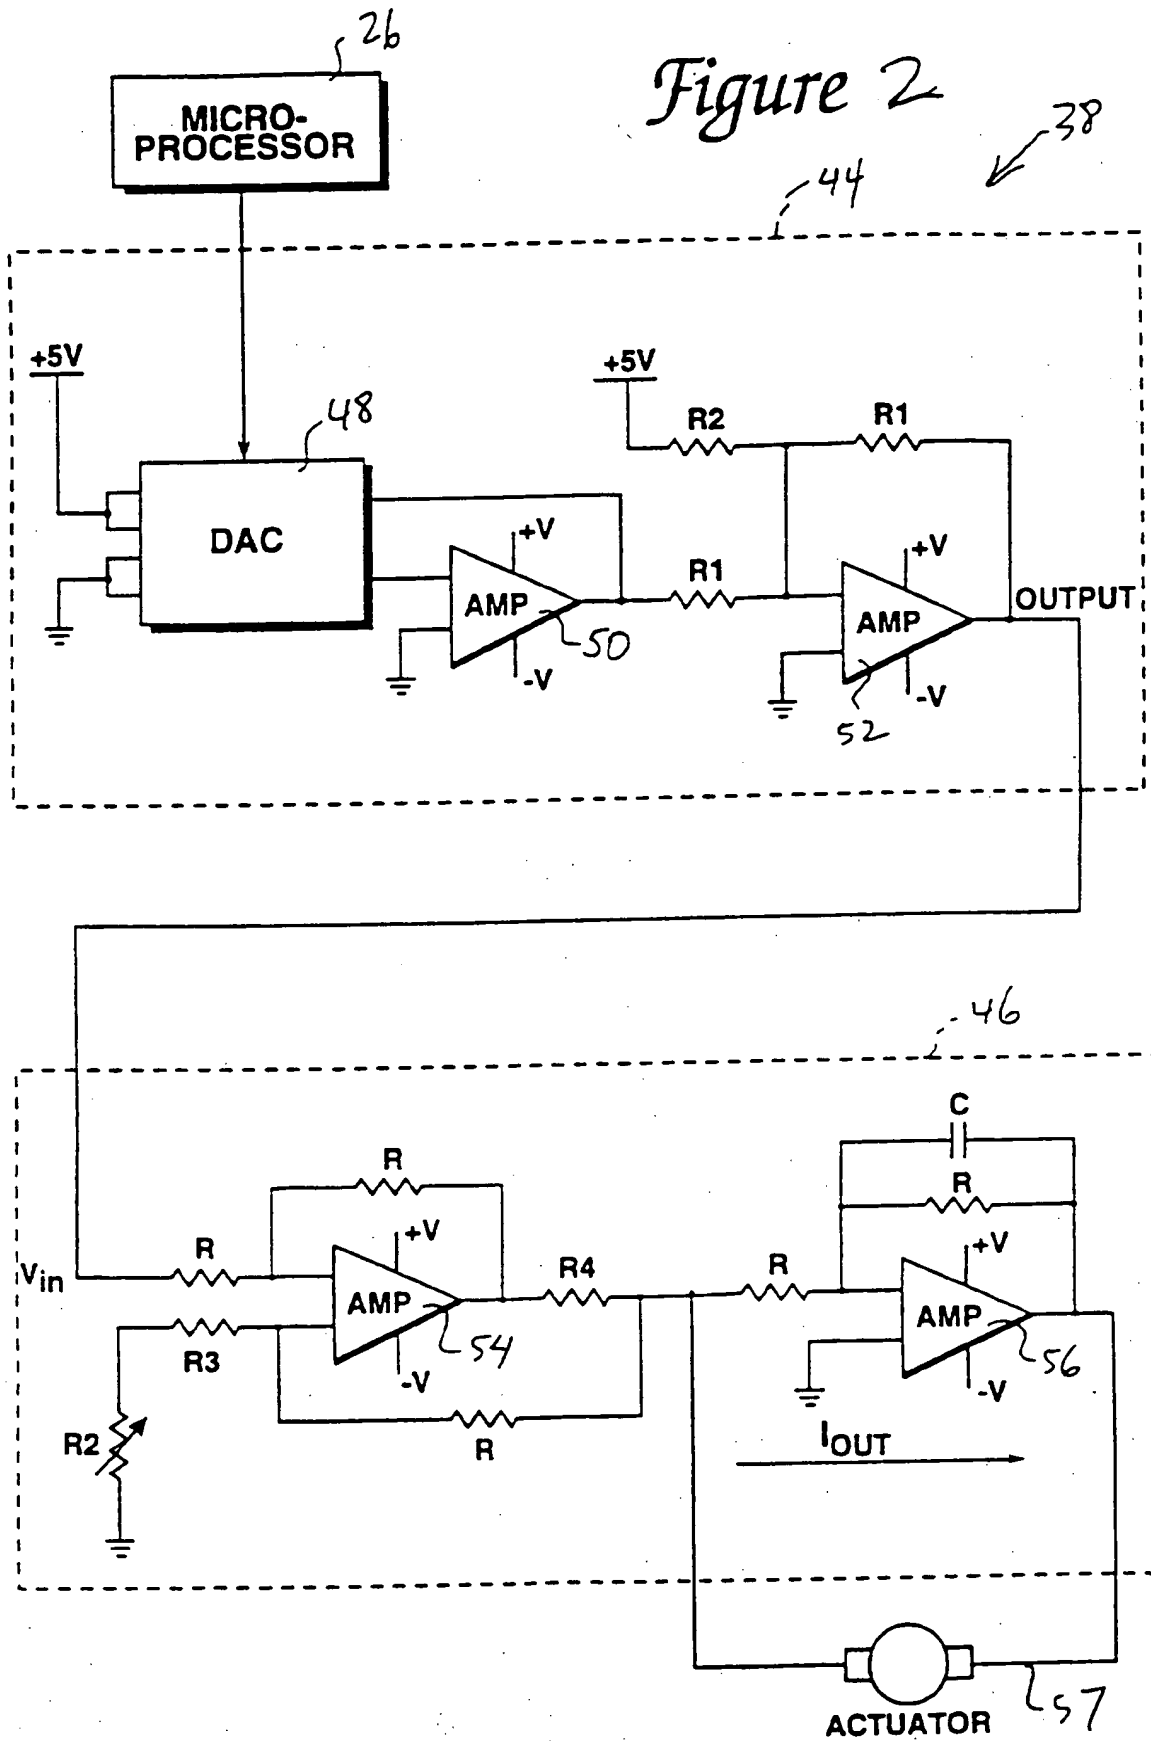 26
Figure 2
MICRO-
PROCESSOR
38
44
+5V
+5V
48
R2
R1
DAC
+V
+V
R1
AMP
AMP
OUTPUT
50
-V
-V
52
46
C
R
R
+V
+V
R
R4
R
Vin
AMP
AMP
54
56
R3
-V
-V
R2
R
IOUT
57
ACTUATOR